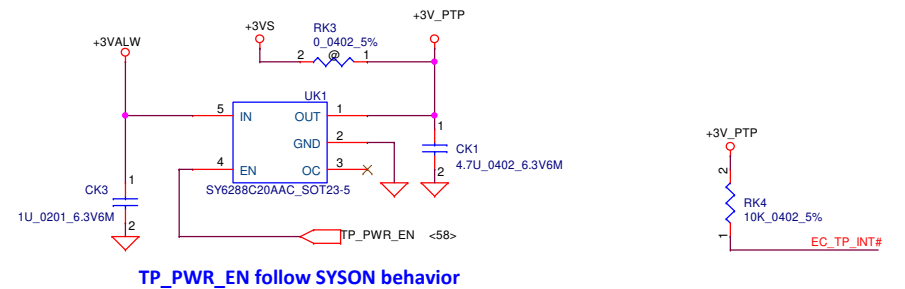 +3VALW
+3VS
RK3
0_0402_5%
+3V_PTP
2
@
1
UK1
5
IN
OUT
1
GND
2
4
EN
OC
3
SY6288C20AAC_SOT23-5
1
CK1
4.7U_0402_6.3V6M
2
CK3
1U_0201_6.3V6M
1
2
TP_PWR_EN <58>
TP_PWR_EN follow SYSON behavior
+3V_PTP
2
RK4
10K_0402_5%
1
EC_TP_INT#